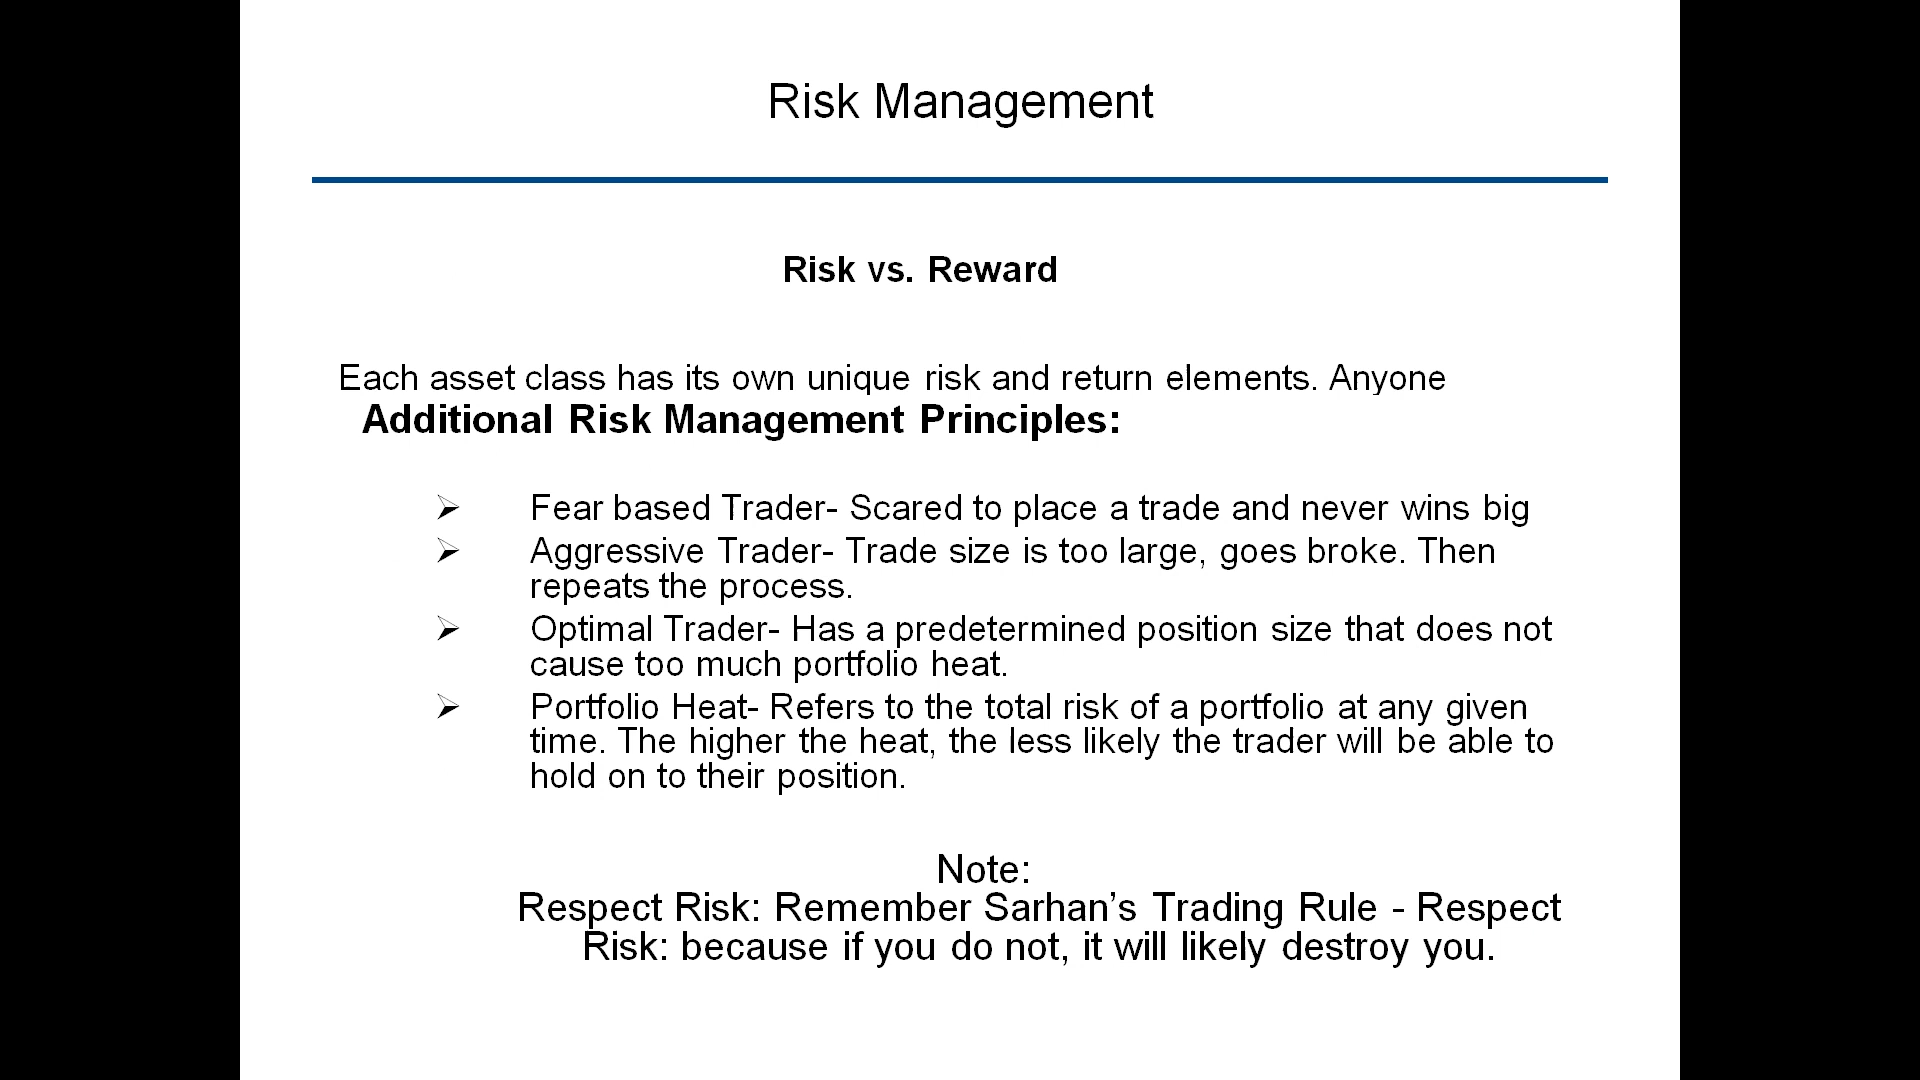 Risk Management
Risk vs. Reward
Each asset class has its own unique risk and return elements. Anyone
Additional Risk Management Principles:
Fear based Trader- Scared to place a trade and never wins big
Aggressive Trader- Trade size is too large, goes broke. Then
repeats the process.
Optimal Trader- Has a predetermined position size that does not
cause too much portfolio heat.
Portfolio Heat- Refers to the total risk of a portfolio at any given
time. The higher the heat, the less likely the trader will be able to
hold on to their position.
Note:
Respect Risk: Remember Sarhan’s Trading Rule - Respect
Risk: because if you do not, it will likely destroy you.